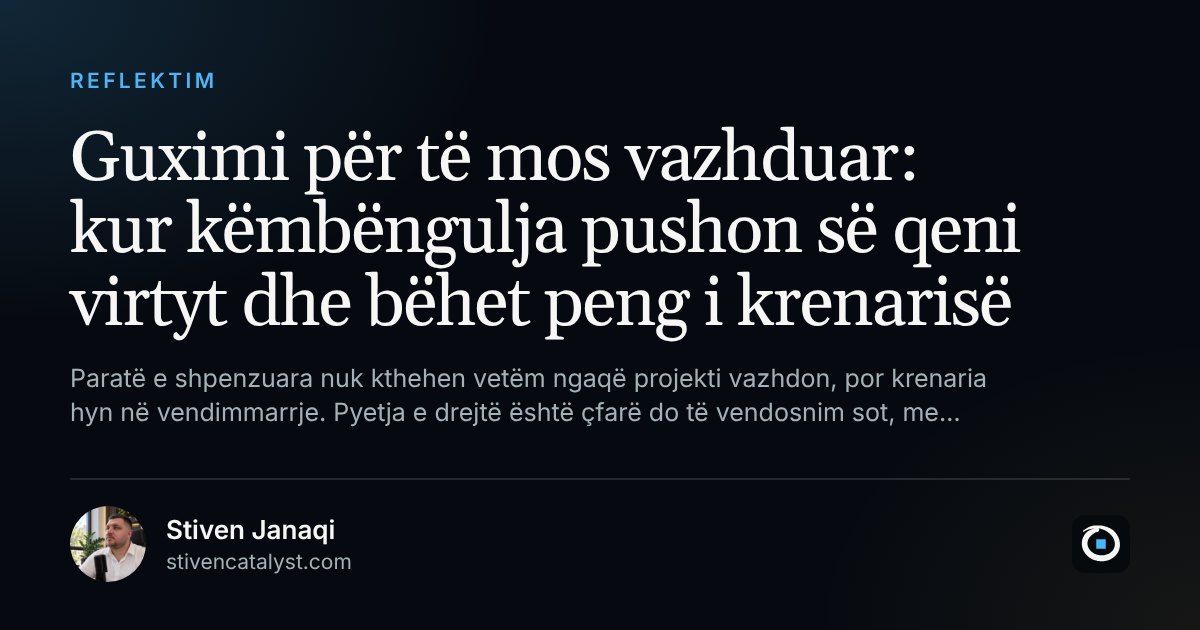 REFLEKTIM
Guximi për të mos vazhduar:
kur këmbëngulja pushon së qeni
virtyt dhe bëhet peng i krenarisë
Paratë e shpenzuara nuk kthehen vetëm ngaqë projekti vazhdon, por krenaria
hyn në vendimmarrje. Pyetja e drejtë është çfarë do të vendosnim sot, me...
Stiven Janaqi
stivencatalyst.com